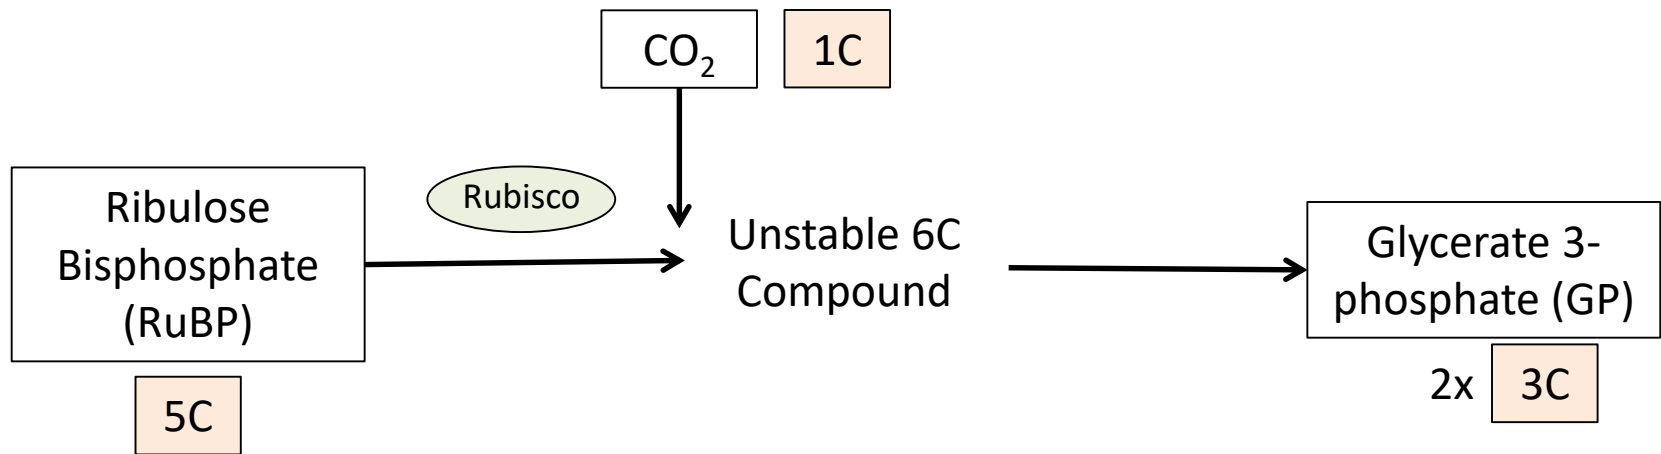 CO₂
1C
Ribulose
Bisphosphate
(RuBP)
5C
Rubisco
Unstable 6C
Compound
Glycerate 3-
phosphate (GP)
2x 3C